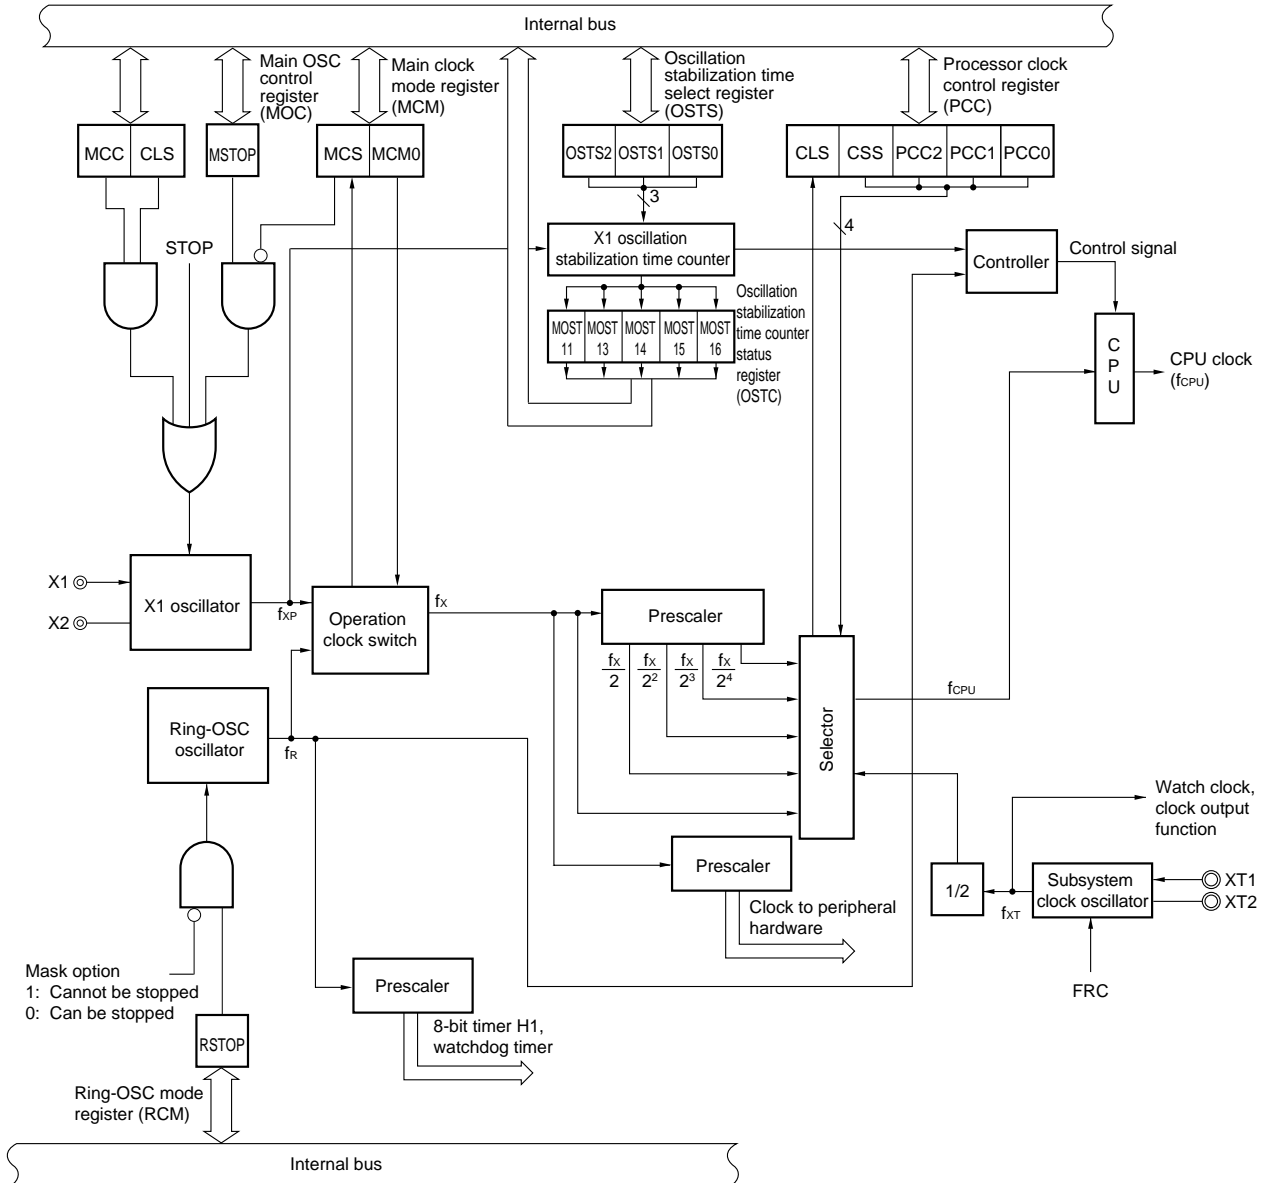 Internal bus
Main OSC
control
register
(MOC)
Main clock
mode register
(MCM)
Oscillation
stabilization time
select register
(OSTS)
Processor clock
control register
(PCC)
MCC CLS
MSTOP
MCS MCM0
OSTS2 OSTS1 OSTS0
CLS CSS PCC2 PCC1 PCC0
3
4
STOP
X1 oscillation
stabilization time counter
Controller
Control signal
MOST 11
MOST 13
MOST 14
MOST 15
MOST 16
Oscillation
stabilization
time counter
status
register
(OSTC)
C
P
U
CPU clock
(fCPU)
X1
X2
X1 oscillator
fXP
Operation
clock switch
fX
Prescaler
fX/2 fX/2² fX/2³ fX/2⁴
Selector
fCPU
Ring-OSC
oscillator
fR
Watch clock,
clock output
function
Prescaler
Clock to peripheral
hardware
1/2
fXT
Subsystem
clock oscillator
XT1
XT2
FRC
Mask option
1: Cannot be stopped
0: Can be stopped
Prescaler
8-bit timer H1,
watchdog timer
RSTOP
Ring-OSC mode
register (RCM)
Internal bus